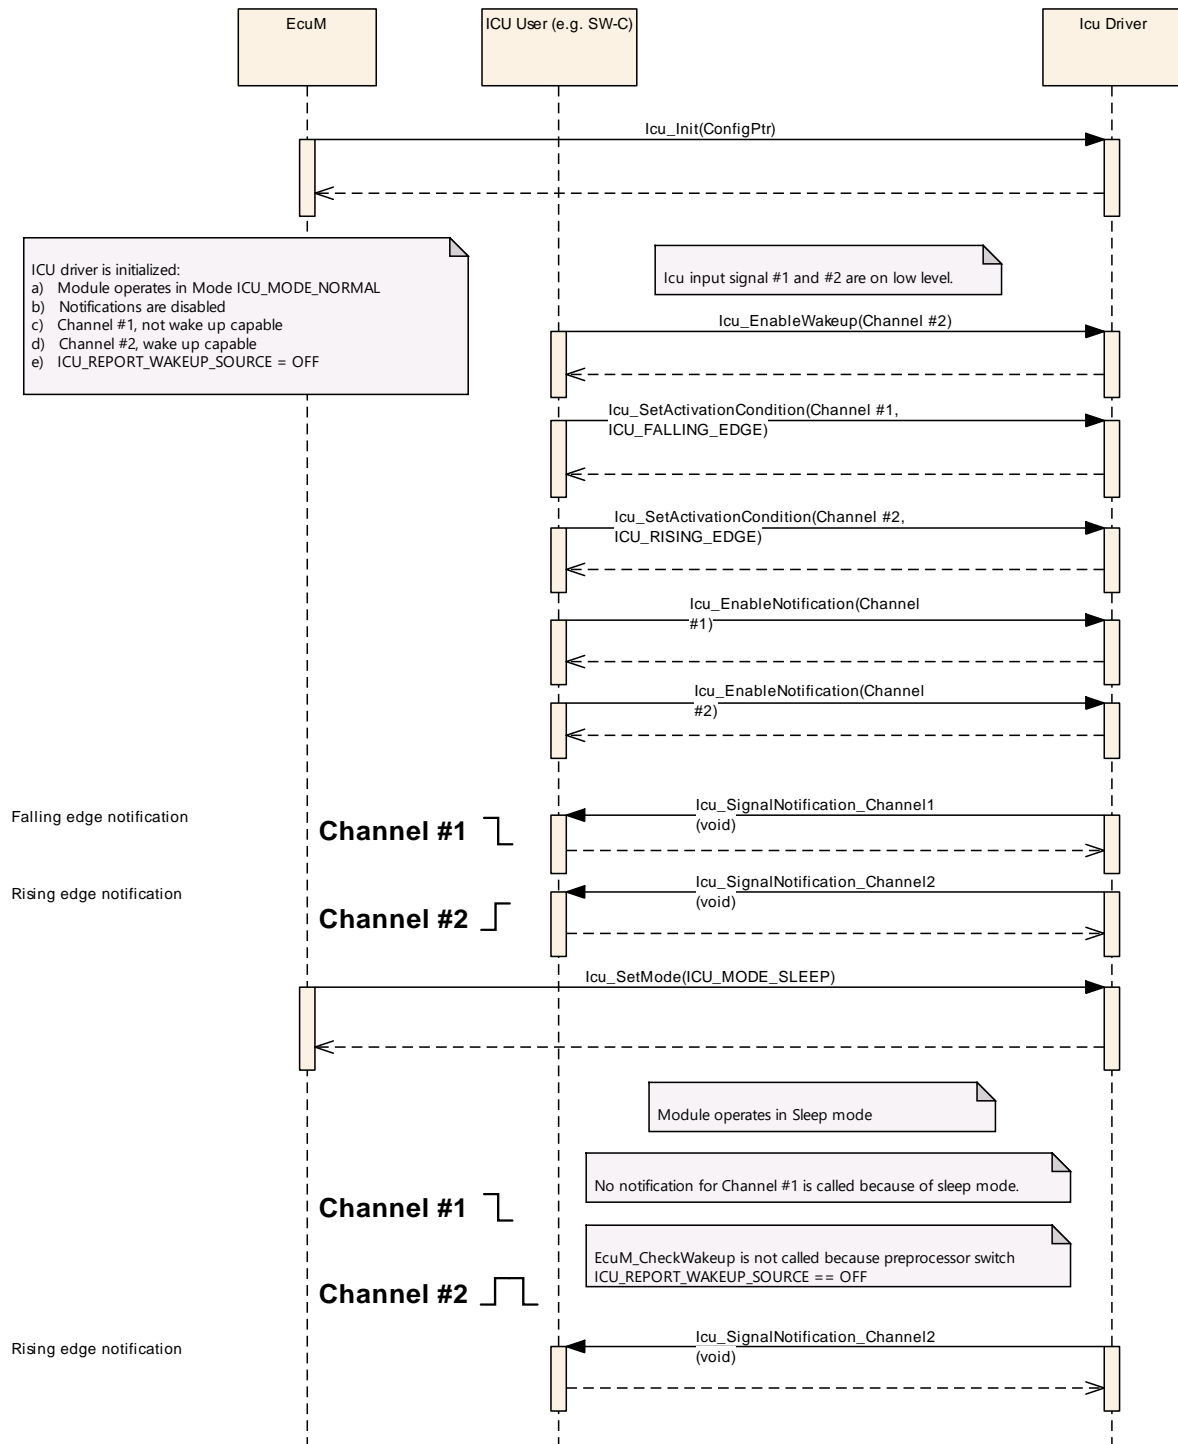 EcuM
ICU User (e.g. SW-C)
Icu Driver
Icu_Init(ConfigPtr)
ICU driver is initialized:
a) Module operates in Mode ICU_MODE_NORMAL
b) Notifications are disabled
c) Channel #1, not wake up capable
d) Channel #2, wake up capable
e) ICU_REPORT_WAKEUP_SOURCE = OFF
Icu input signal #1 and #2 are on low level.
Icu_EnableWakeup(Channel #2)
Icu_SetActivationCondition(Channel #1,
ICU_FALLING_EDGE)
Icu_SetActivationCondition(Channel #2,
ICU_RISING_EDGE)
Icu_EnableNotification(Channel
#1)
Icu_EnableNotification(Channel
#2)
Falling edge notification
Channel #1
Icu_SignalNotification_Channel1
(void)
Rising edge notification
Channel #2
Icu_SignalNotification_Channel2
(void)
Icu_SetMode(ICU_MODE_SLEEP)
Module operates in Sleep mode
No notification for Channel #1 is called because of sleep mode.
Channel #1
EcuM_CheckWakeup is not called because preprocessor switch
ICU_REPORT_WAKEUP_SOURCE == OFF
Channel #2
Rising edge notification
Icu_SignalNotification_Channel2
(void)